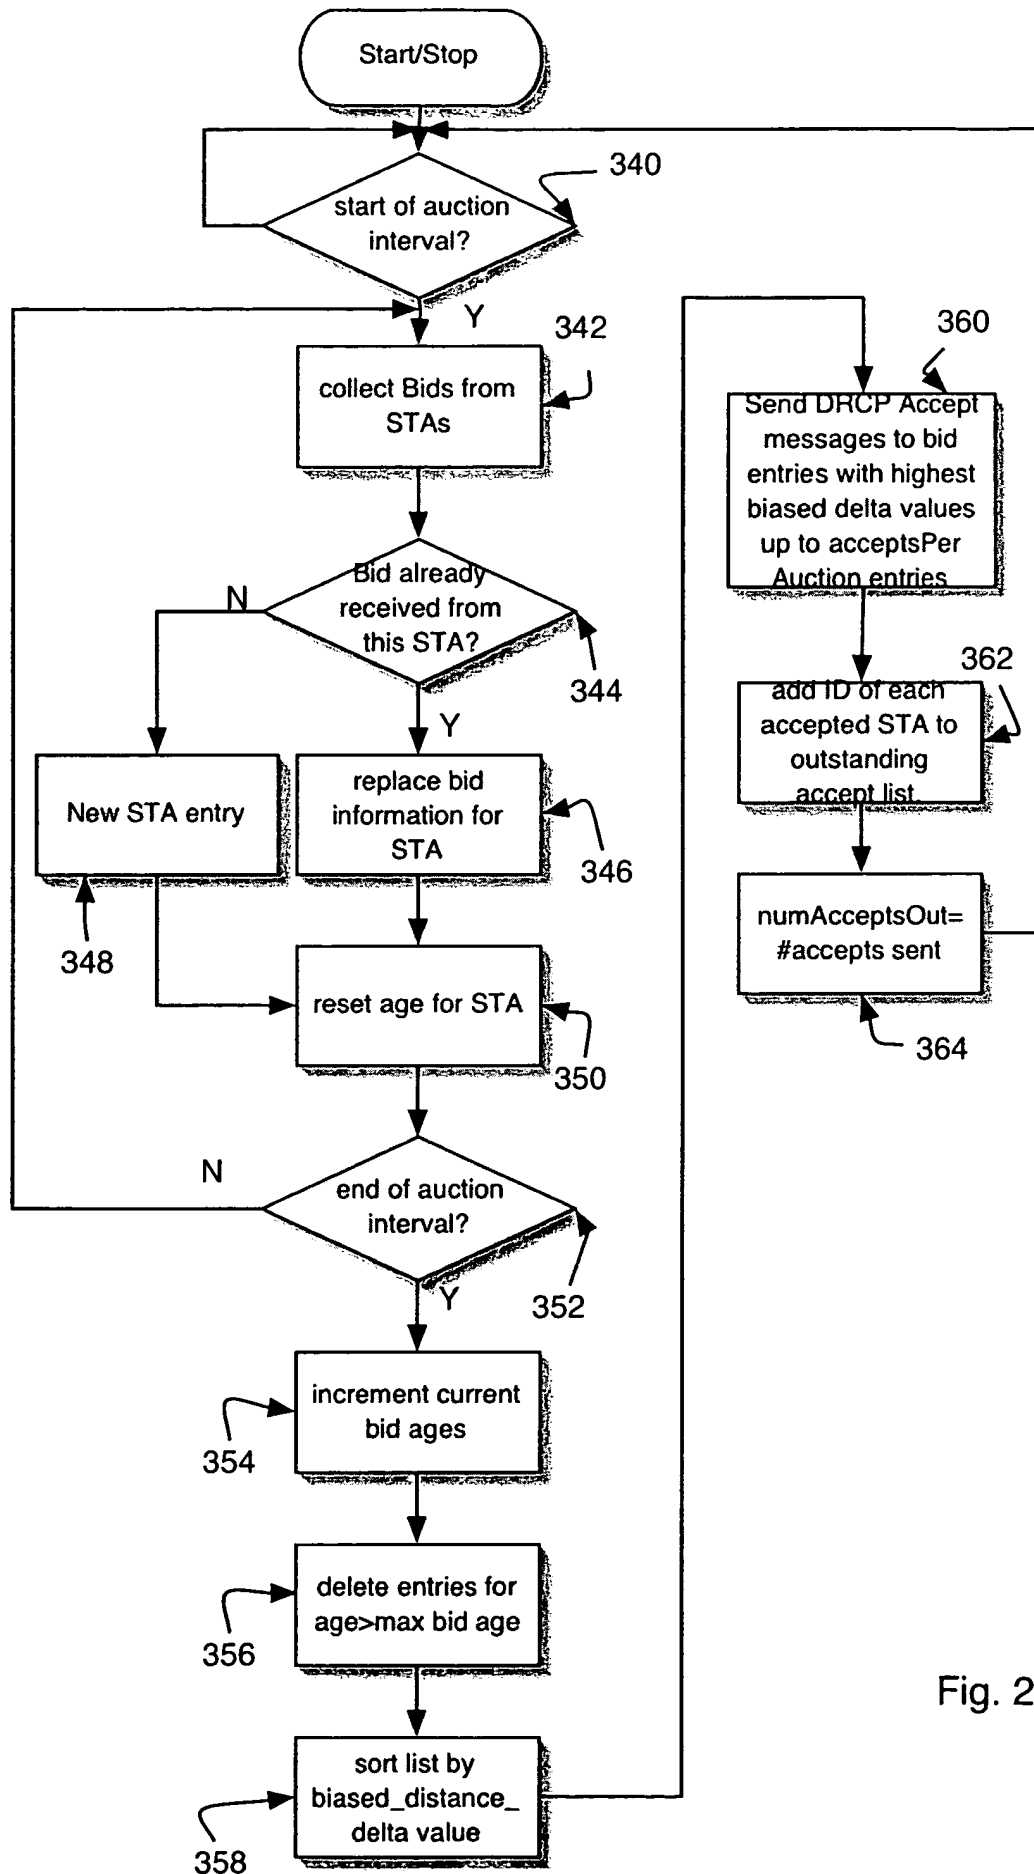 Start/Stop
start of auction
interval?
340
Y
342
collect Bids from
STAs
Bid already
received from
this STA?
N
344
Y
New STA entry
replace bid
information for
STA
346
348
reset age for STA
350
N
end of auction
interval?
352
Y
increment current
bid ages
354
delete entries for
age>max bid age
356
sort list by
biased_distance_
delta value
358
360
Send DRCP Accept
messages to bid
entries with highest
biased delta values
up to acceptsPer
Auction entries
362
add ID of each
accepted STA to
outstanding
accept list.
numAcceptsOut=
#accepts sent
364
Fig. 2